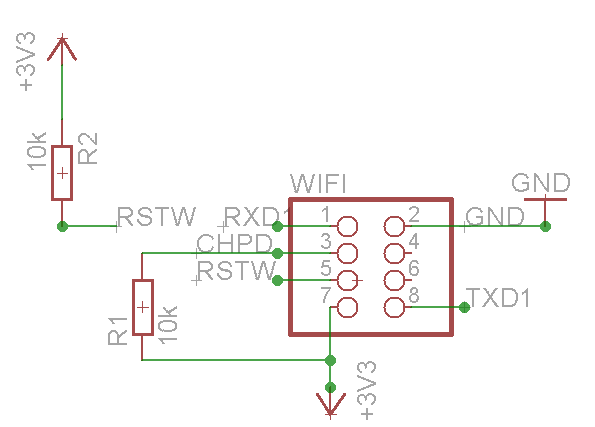 +3V3
10k
R2
RSTW
WIFI
GND
RXD1
1
2
GND
CHPD
3
4
RSTW
5
6
7
8
TXD1
R1
10k
+3V3